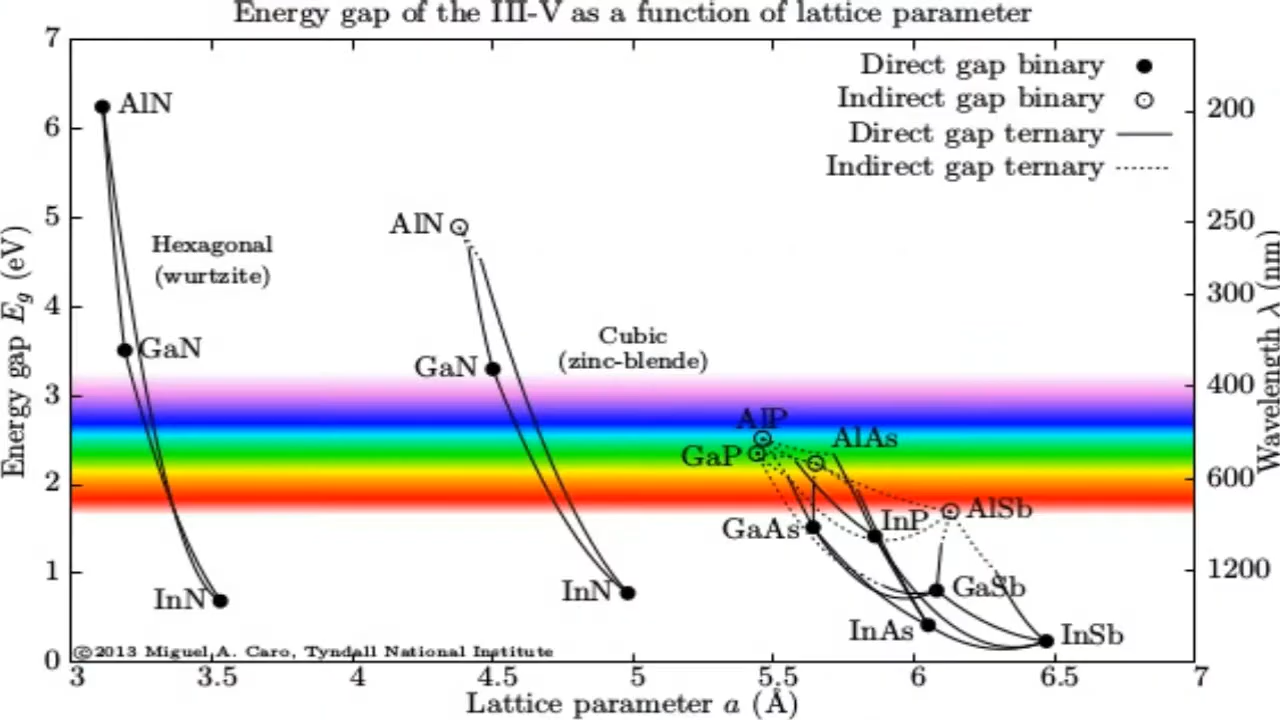 Energy gap of the III-V as a function of lattice parameter
7
6
5
4
3
2
1
0
Energy gap Eg (eV)
Direct gap binary
Indirect gap binary
Direct gap ternary
Indirect gap ternary
200
250
300
400
600
1200
Wavelength λ (nm)
AlN
Hexagonal
(wurtzite)
GaN
InN
AlN
Cubic
(zinc-blende)
GaN
InN
AlP
GaP
AlAs
GaAs
InP
AlSb
GaSb
InAs
InSb
©2013 Miguel A. Caro, Tyndall National Institute
3 3.5 4 4.5 5 5.5 6 6.5 7
Lattice parameter a (Å)